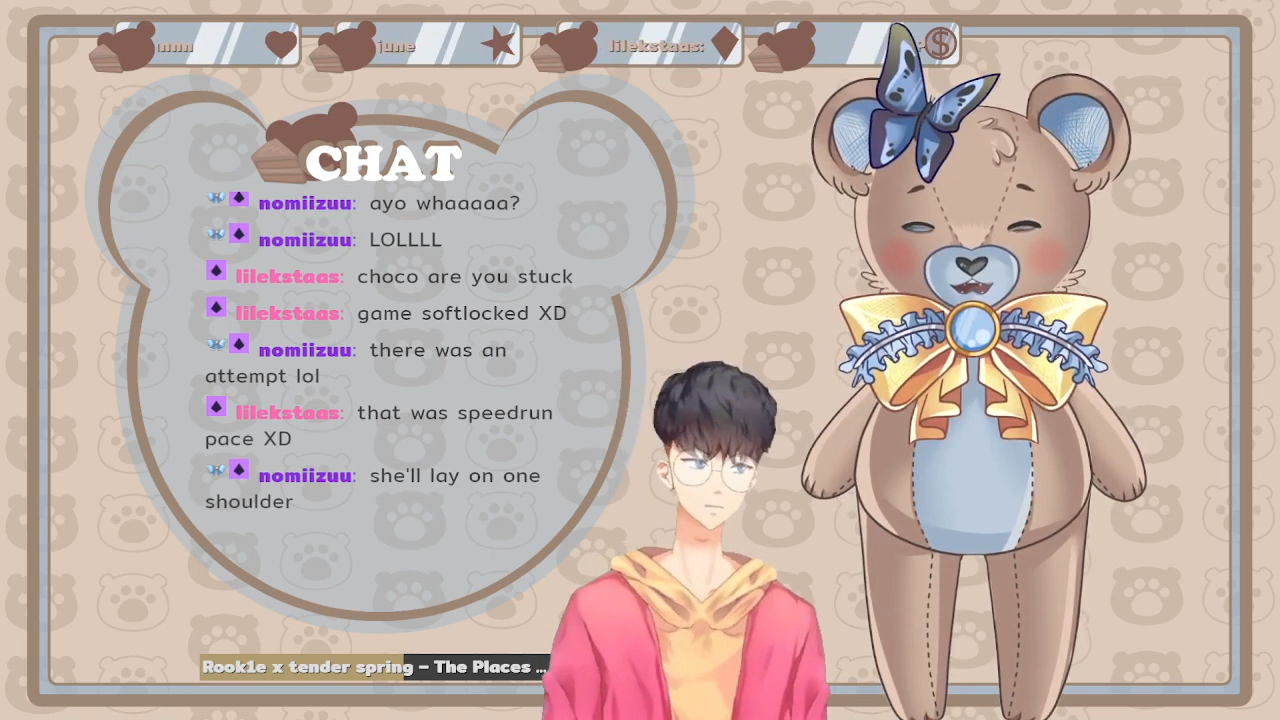 june
lilekstaas:
CHAT
nomiizuu: ayo whaaaaa?
nomiizuu: LOLLLL
lilekstaas: choco are you stuck
lilekstaas: game softlocked XD
nomiizuu: there was an
attempt lol
lilekstaas: that was speedrun
pace XD
nomiizuu: she'll lay on one
shoulder
Rook1e x tender spring – The Places ...